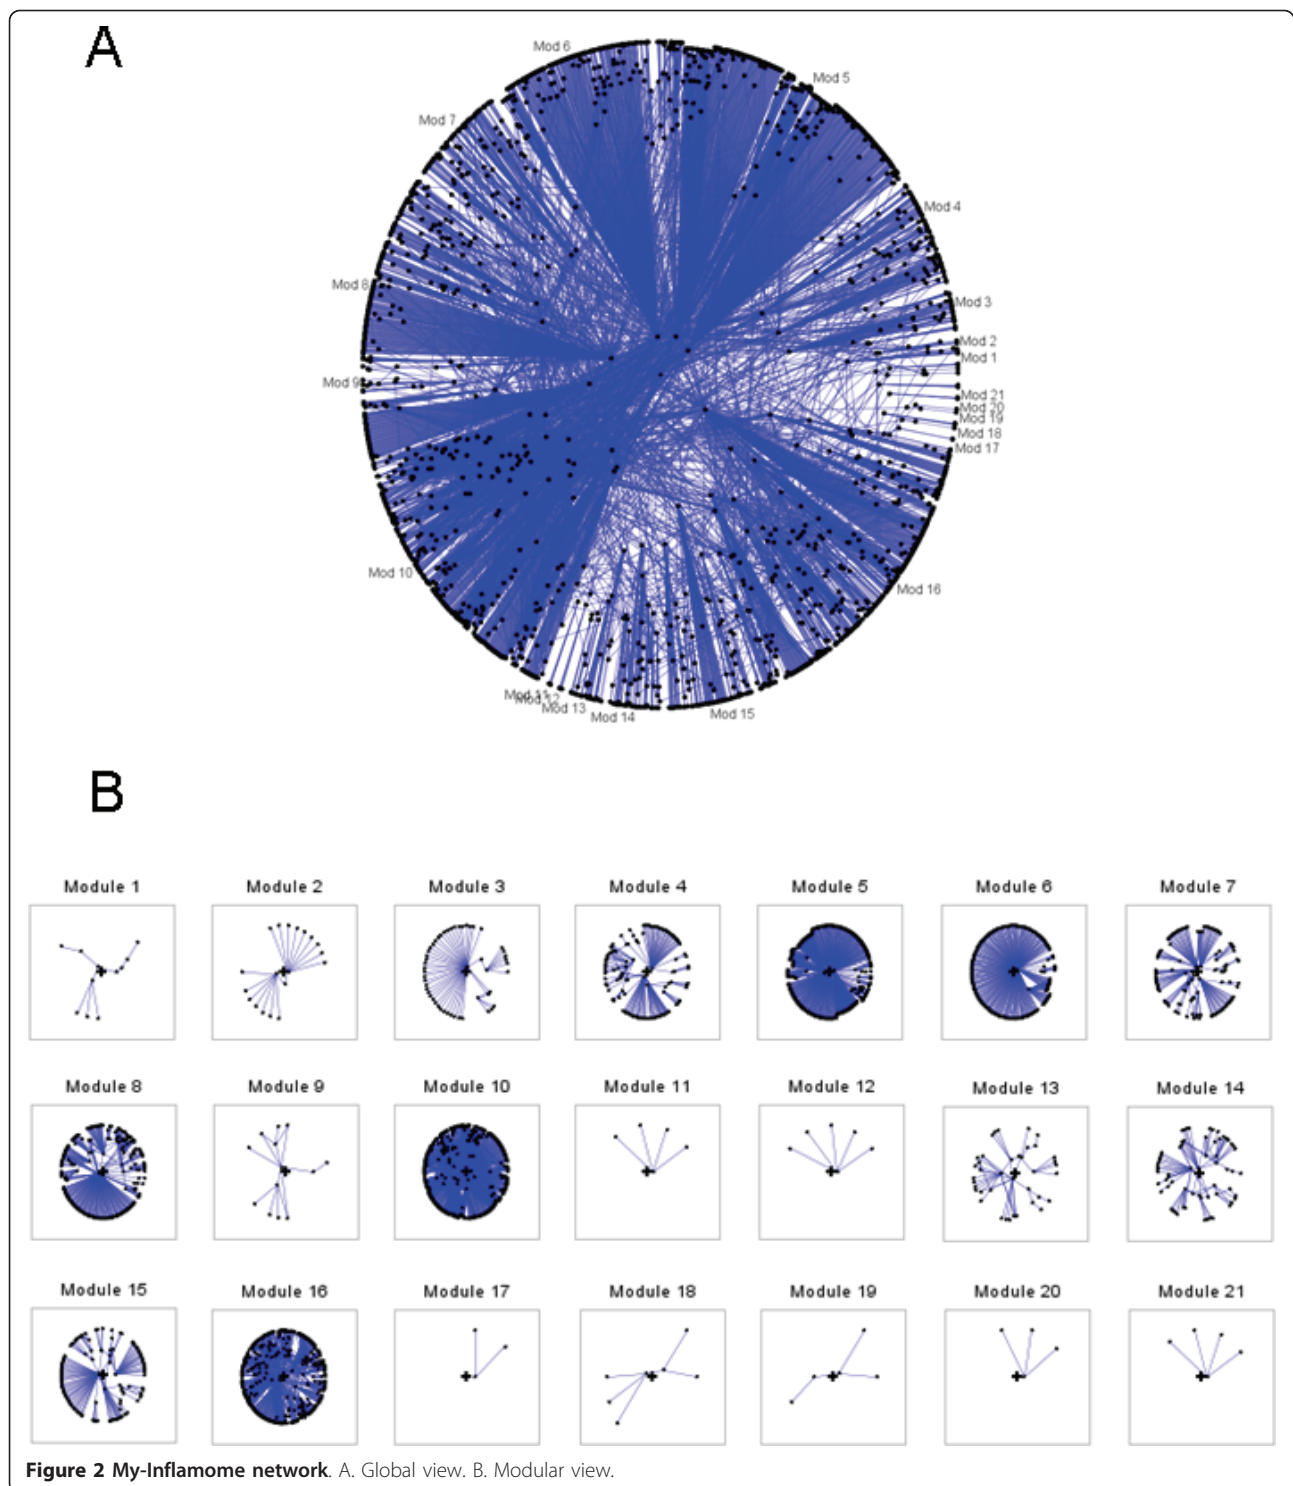 A
Mod 6
Mod 5
Mod 7
Mod 4
Mod 8
Mod 3
Mod 2
Mod 1
Mod 9
Mod 21
Mod 20
Mod 19
Mod 18
Mod 17
Mod 10
Mod 16
Mod 11
Mod 12
Mod 13
Mod 14
Mod 15
B
Module 1 Module 2 Module 3 Module 4 Module 5 Module 6 Module 7
Module 8 Module 9 Module 10 Module 11 Module 12 Module 13 Module 14
Module 15 Module 16 Module 17 Module 18 Module 19 Module 20 Module 21
Figure 2 My-Inflamome network. A. Global view. B. Modular view.